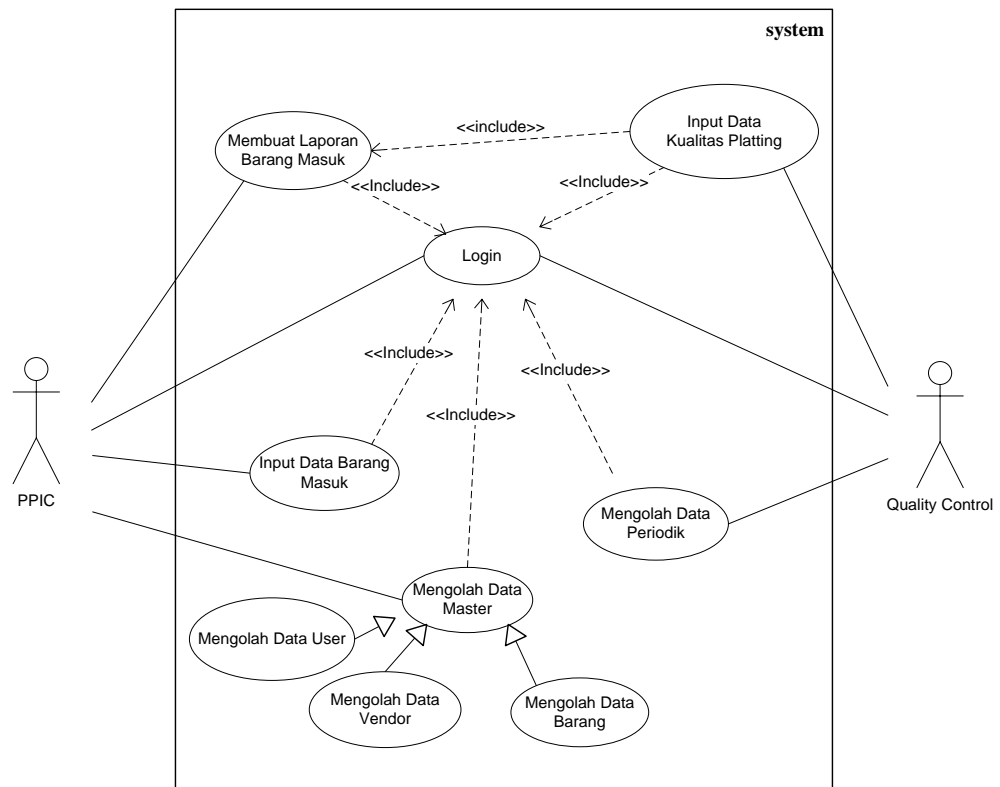 system
Input Data
Kualitas Platting
<<include>>
Membuat Laporan
Barang Masuk
<<Include>>
<<Include>>
Login
<<Include>>
<<Include>>
<<Include>>
PPIC
Input Data Barang
Masuk
Quality Control
Mengolah Data
Periodik
Mengolah Data
Master
Mengolah Data User
Mengolah Data
Vendor
Mengolah Data
Barang